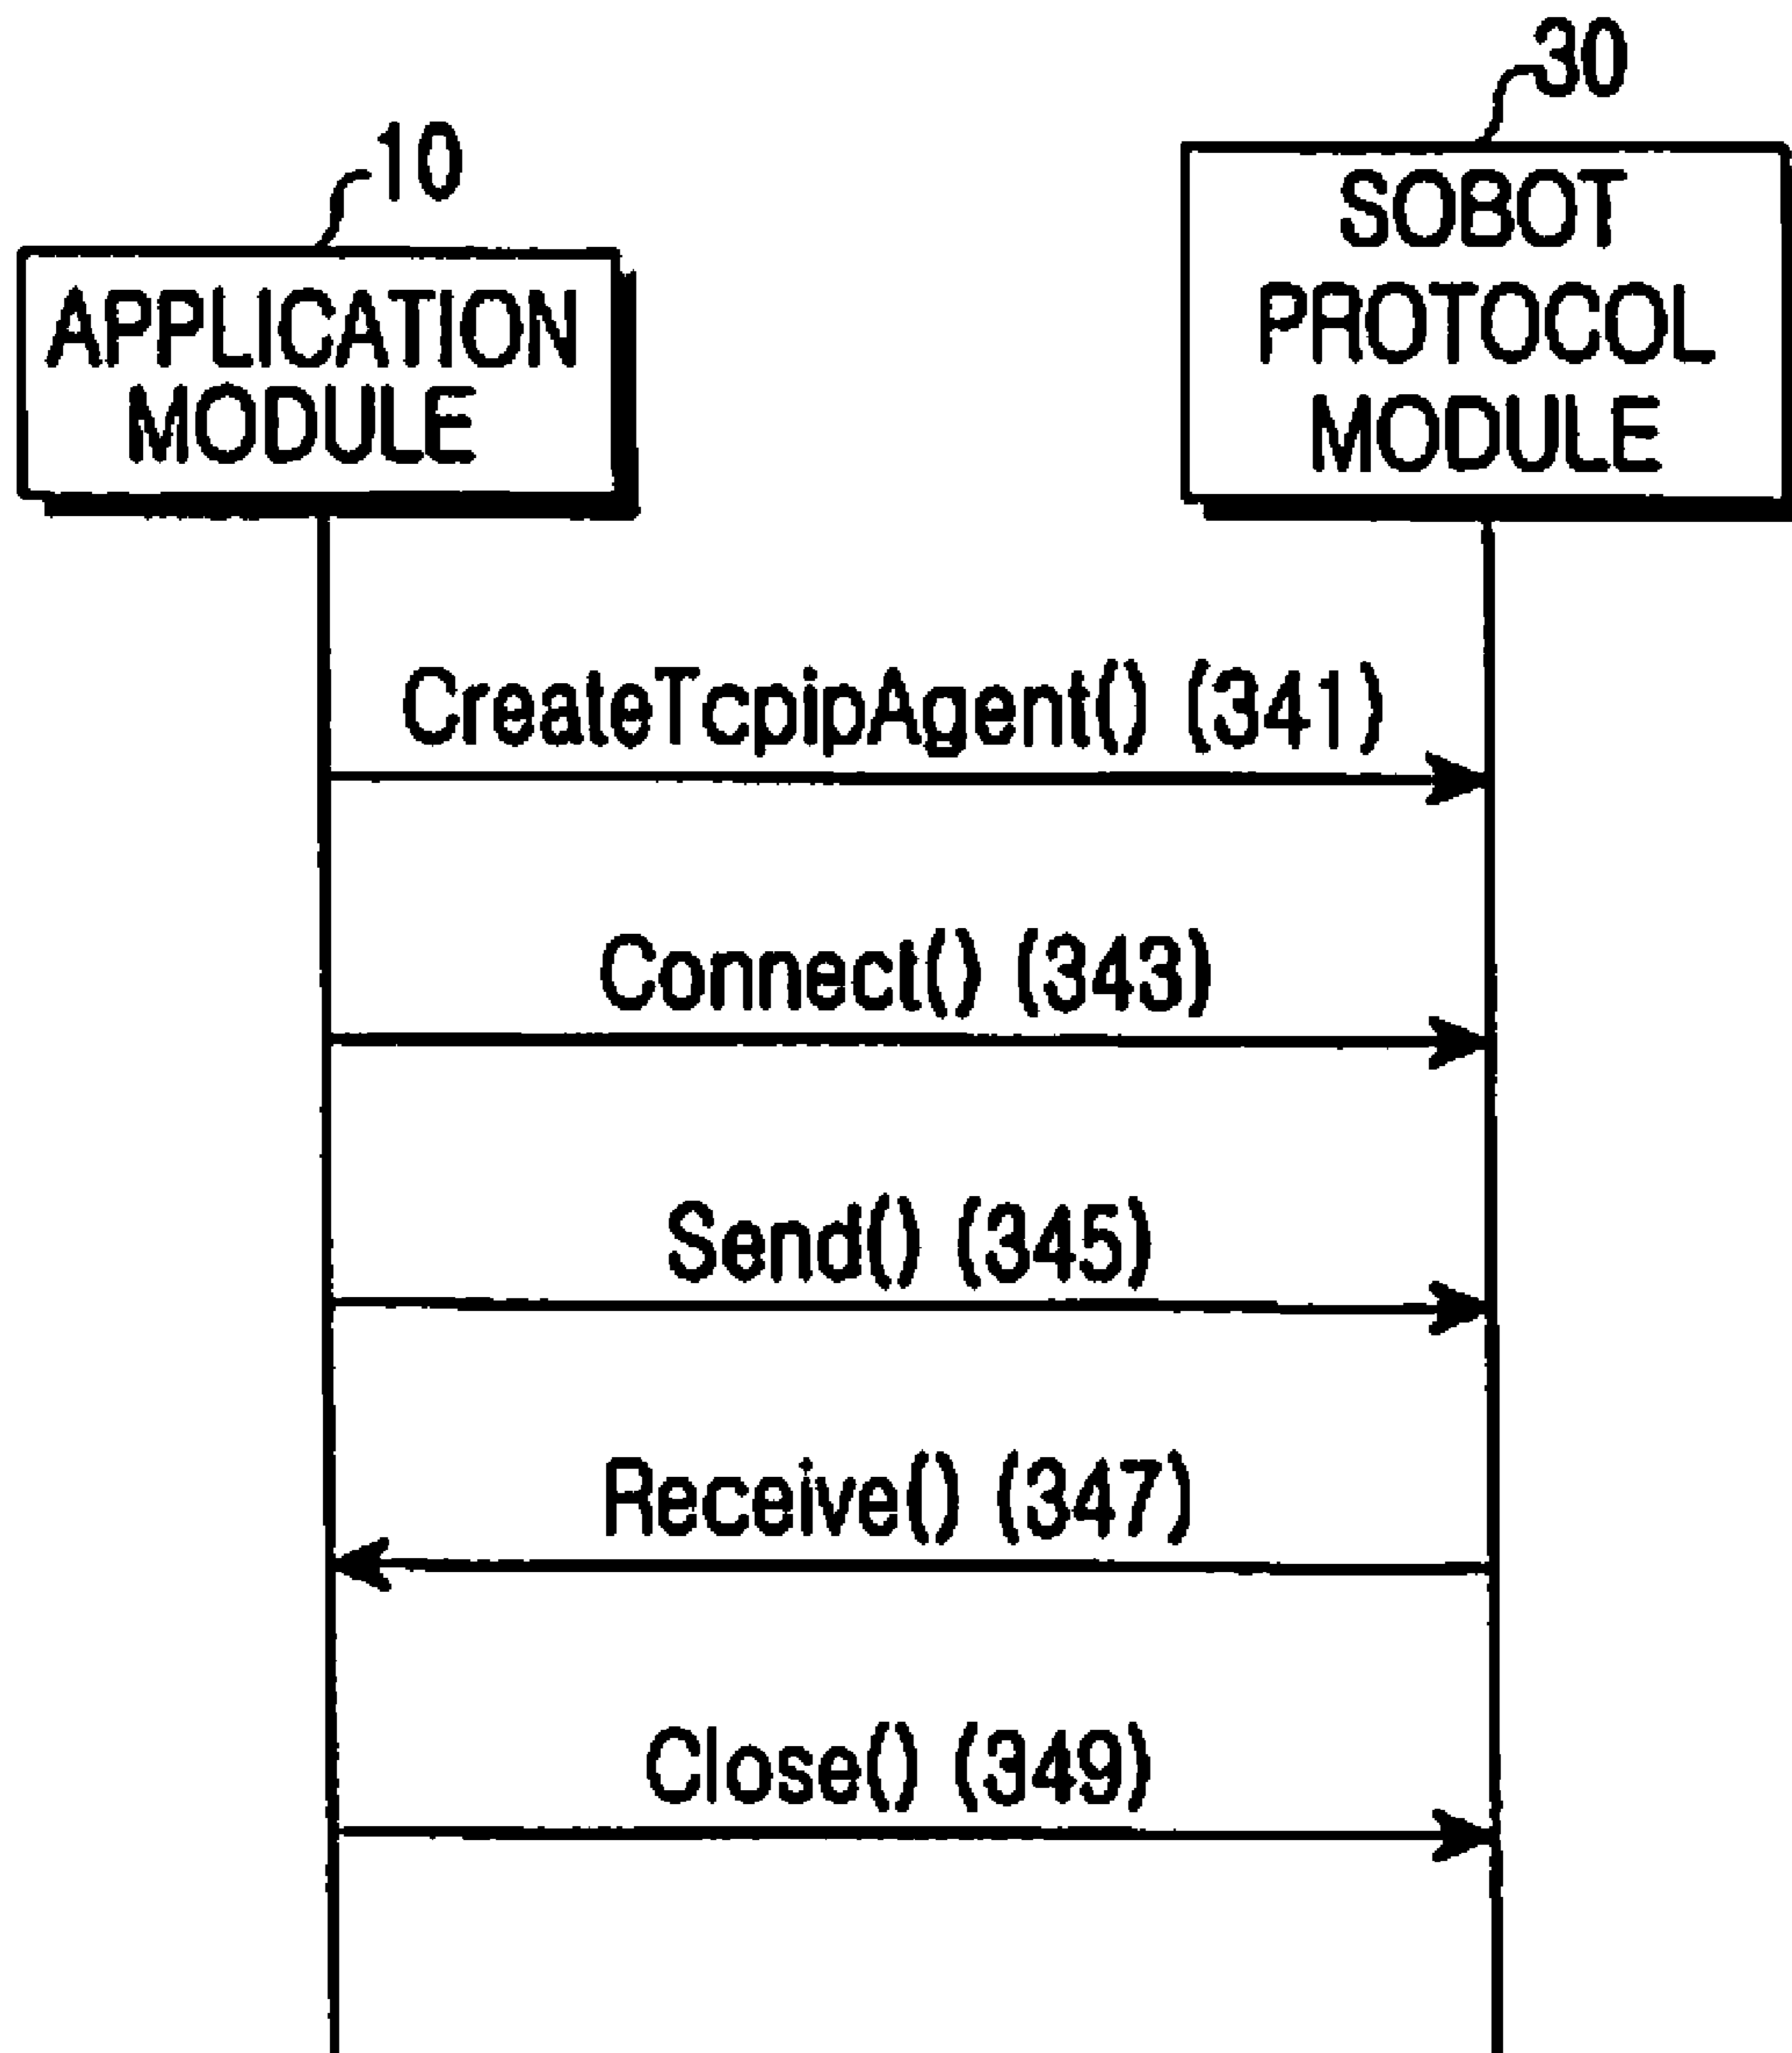 30
10
SOBOT
PROTOCOL
MODULE
APPLICATION
MODULE
CreateTcpipAgent() (341)
Connect() (343)
Send() (345)
Receive() (347)
Close() (349)